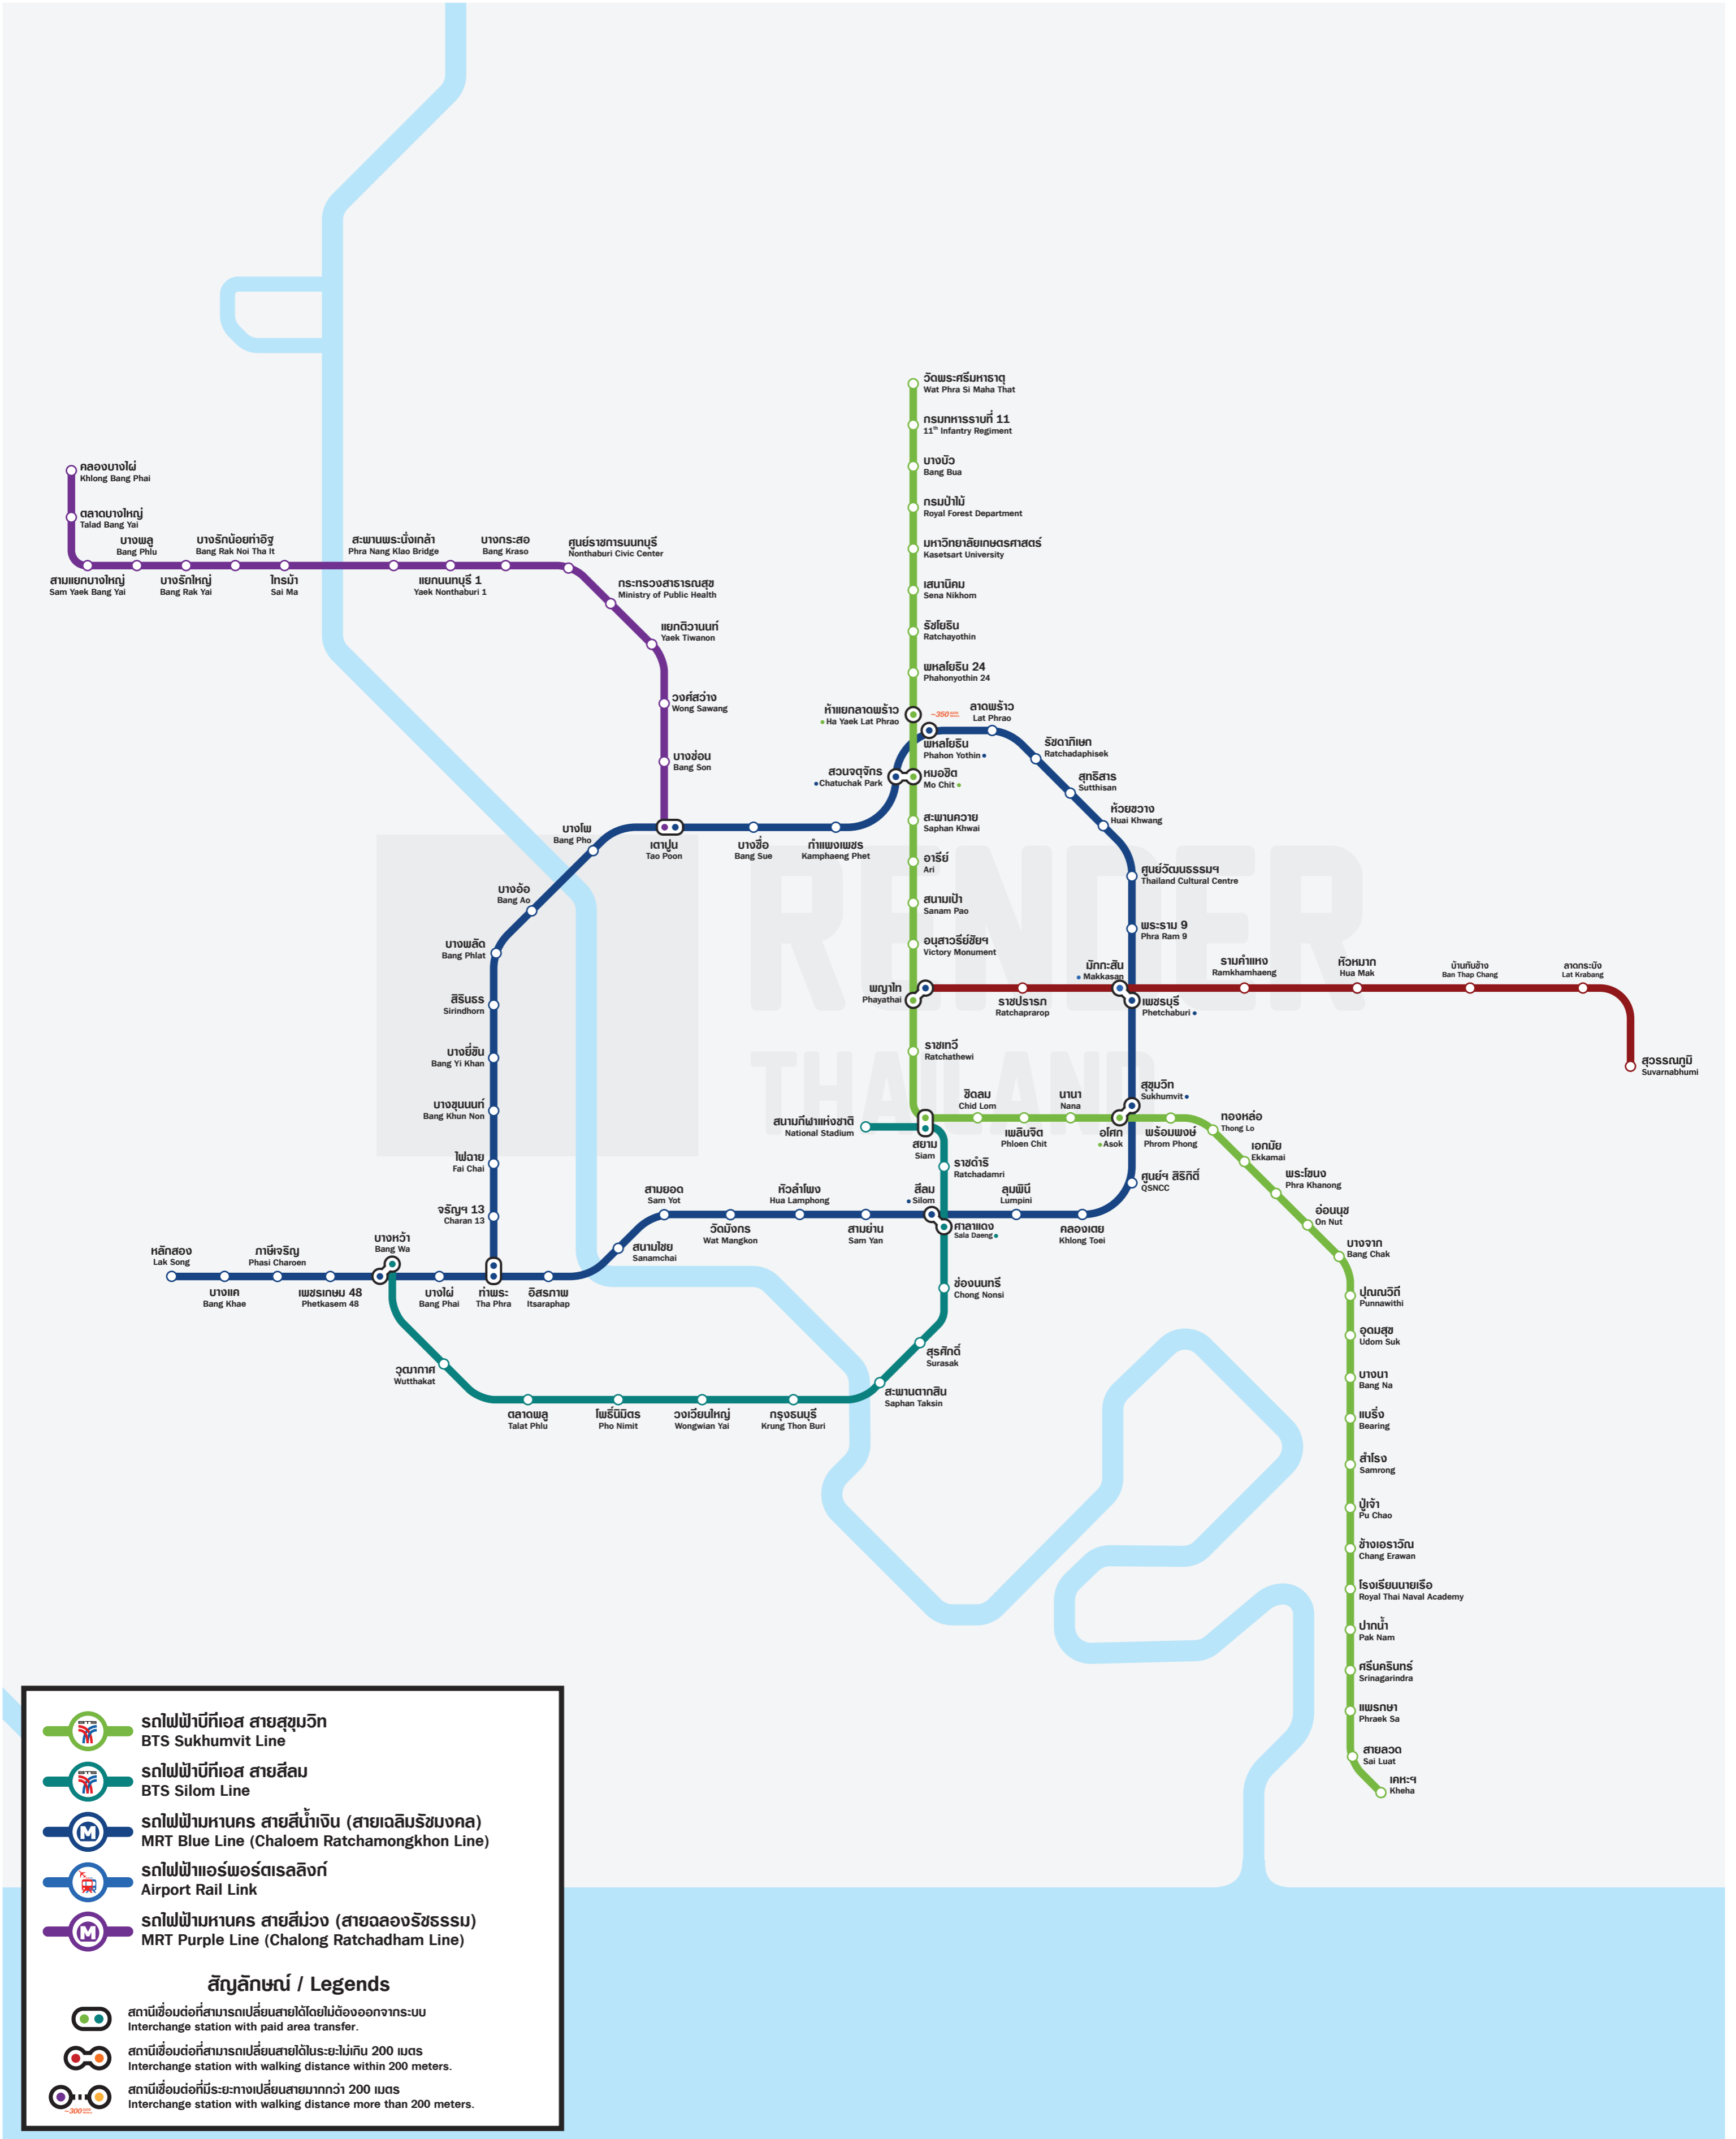 วัดพระศรีมหาธาตุ
Wat Phra Si Maha That
กรมทหารราบที่ 11
11th Infantry Regiment
บางบัว
Bang Bua
กรมป่าไม้
Royal Forest Department
มหาวิทยาลัยเกษตรศาสตร์
Kasetsart University
เสนานิคม
Sena Nikhom
รัชโยธิน
Ratchayothin
พหลโยธิน 24
Phahonyothin 24
ห้าแยกลาดพร้าว
Ha Yaek Lat Phrao
~350
ลาดพร้าว
Lat Phrao
พหลโยธิน
Phahon Yothin
รัชดาภิเษก
Ratchadaphisek
สวนจตุจักร
Chatuchak Park
หมอชิต
Mo Chit
สุทธิสาร
Sutthisan
ห้วยขวาง
Huai Khwang
คลองบางไผ่
Khlong Bang Phai
ตลาดบางใหญ่
Talad Bang Yai
สามแยกบางใหญ่
Sam Yaek Bang Yai
บางพลู
Bang Phlu
บางรักใหญ่
Bang Rak Yai
บางรักน้อยท่าอิฐ
Bang Rak Noi Tha It
ไทรม้า
Sai Ma
สะพานพระนั่งเกล้า
Phra Nang Klao Bridge
แยกนนทบุรี 1
Yaek Nonthaburi 1
บางกระสอ
Bang Kraso
ศูนย์ราชการนนทบุรี
Nonthaburi Civic Center
กระทรวงสาธารณสุข
Ministry of Public Health
แยกติวานนท์
Yaek Tiwanon
วงศ์สว่าง
Wong Sawang
บางซ่อน
Bang Son
เตาปูน
Tao Poon
บางซื่อ
Bang Sue
กำแพงเพชร
Kamphaeng Phet
บางโพ
Bang Pho
บางอ้อ
Bang Ao
บางพลัด
Bang Phlat
สิรินธร
Sirindhorn
บางยี่ขัน
Bang Yi Khan
บางขุนนนท์
Bang Khun Non
ไฟฉาย
Fai Chai
จรัญฯ 13
Charan 13
สะพานควาย
Saphan Khwai
อารีย์
Ari
สนามเป้า
Sanam Pao
อนุสาวรีย์ชัยฯ
Victory Monument
พญาไท
Phayathai
ราชเทวี
Ratchathewi
ศูนย์วัฒนธรรมฯ
Thailand Cultural Centre
พระราม 9
Phra Ram 9
RENDER
THAILAND
ราชปรารภ
Ratchaprarop
มักกะสัน
Makkasan
เพชรบุรี
Phetchaburi
รามคำแหง
Ramkhamhaeng
หัวหมาก
Hua Mak
บ้านทับช้าง
Ban Thap Chang
ลาดกระบัง
Lat Krabang
สุวรรณภูมิ
Suvarnabhumi
สนามกีฬาแห่งชาติ
National Stadium
สยาม
Siam
ชิดลม
Chid Lom
เพลินจิต
Phloen Chit
นานา
Nana
สุขุมวิท
Sukhumvit
อโศก
Asok
พร้อมพงษ์
Phrom Phong
ทองหล่อ
Thong Lo
เอกมัย
Ekkamai
พระโขนง
Phra Khanong
อ่อนนุช
On Nut
บางจาก
Bang Chak
ปุณณวิถี
Punnawithi
อุดมสุข
Udom Suk
บางนา
Bang Na
แบริ่ง
Bearing
สำโรง
Samrong
ปู่เจ้า
Pu Chao
ช้างเอราวัณ
Chang Erawan
โรงเรียนนายเรือ
Royal Thai Naval Academy
ปากน้ำ
Pak Nam
ศรีนครินทร์
Srinagarindra
แพรกษา
Phraek Sa
สายลวด
Sai Luat
เคหะฯ
Kheha
ราชดำริ
Ratchadamri
ศูนย์ฯ สิริกิติ์
QSNCC
คลองเตย
Khlong Toei
ลุมพินี
Lumpini
สีลม
Silom
ศาลาแดง
Sala Daeng
สามย่าน
Sam Yan
หัวลำโพง
Hua Lamphong
วัดมังกร
Wat Mangkon
สามยอด
Sam Yot
สนามไชย
Sanamchai
อิสรภาพ
Itsaraphap
ท่าพระ
Tha Phra
บางไผ่
Bang Phai
บางหว้า
Bang Wa
เพชรเกษม 48
Phetkasem 48
ภาษีเจริญ
Phasi Charoen
บางแค
Bang Khae
หลักสอง
Lak Song
ช่องนนทรี
Chong Nonsi
สุรศักดิ์
Surasak
สะพานตากสิน
Saphan Taksin
กรุงธนบุรี
Krung Thon Buri
วงเวียนใหญ่
Wongwian Yai
โพธิ์นิมิตร
Pho Nimit
ตลาดพลู
Talat Phlu
วุฒากาศ
Wutthakat
BTS
รถไฟฟ้าบีทีเอส สายสุขุมวิท
BTS Sukhumvit Line
BTS
รถไฟฟ้าบีทีเอส สายสีลม
BTS Silom Line
รถไฟฟ้ามหานคร สายสีน้ำเงิน (สายเฉลิมรัชมงคล)
MRT Blue Line (Chaloem Ratchamongkhon Line)
รถไฟฟ้าแอร์พอร์ตเรลลิงก์
Airport Rail Link
รถไฟฟ้ามหานคร สายสีม่วง (สายฉลองรัชธรรม)
MRT Purple Line (Chalong Ratchadham Line)
สัญลักษณ์ / Legends
สถานีเชื่อมต่อที่สามารถเปลี่ยนสายได้โดยไม่ต้องออกจากระบบ
Interchange station with paid area transfer.
สถานีเชื่อมต่อที่สามารถเปลี่ยนสายได้ในระยะไม่เกิน 200 เมตร
Interchange station with walking distance within 200 meters.
สถานีเชื่อมต่อที่มีระยะทางเปลี่ยนสายมากกว่า 200 เมตร
Interchange station with walking distance more than 200 meters.
~300